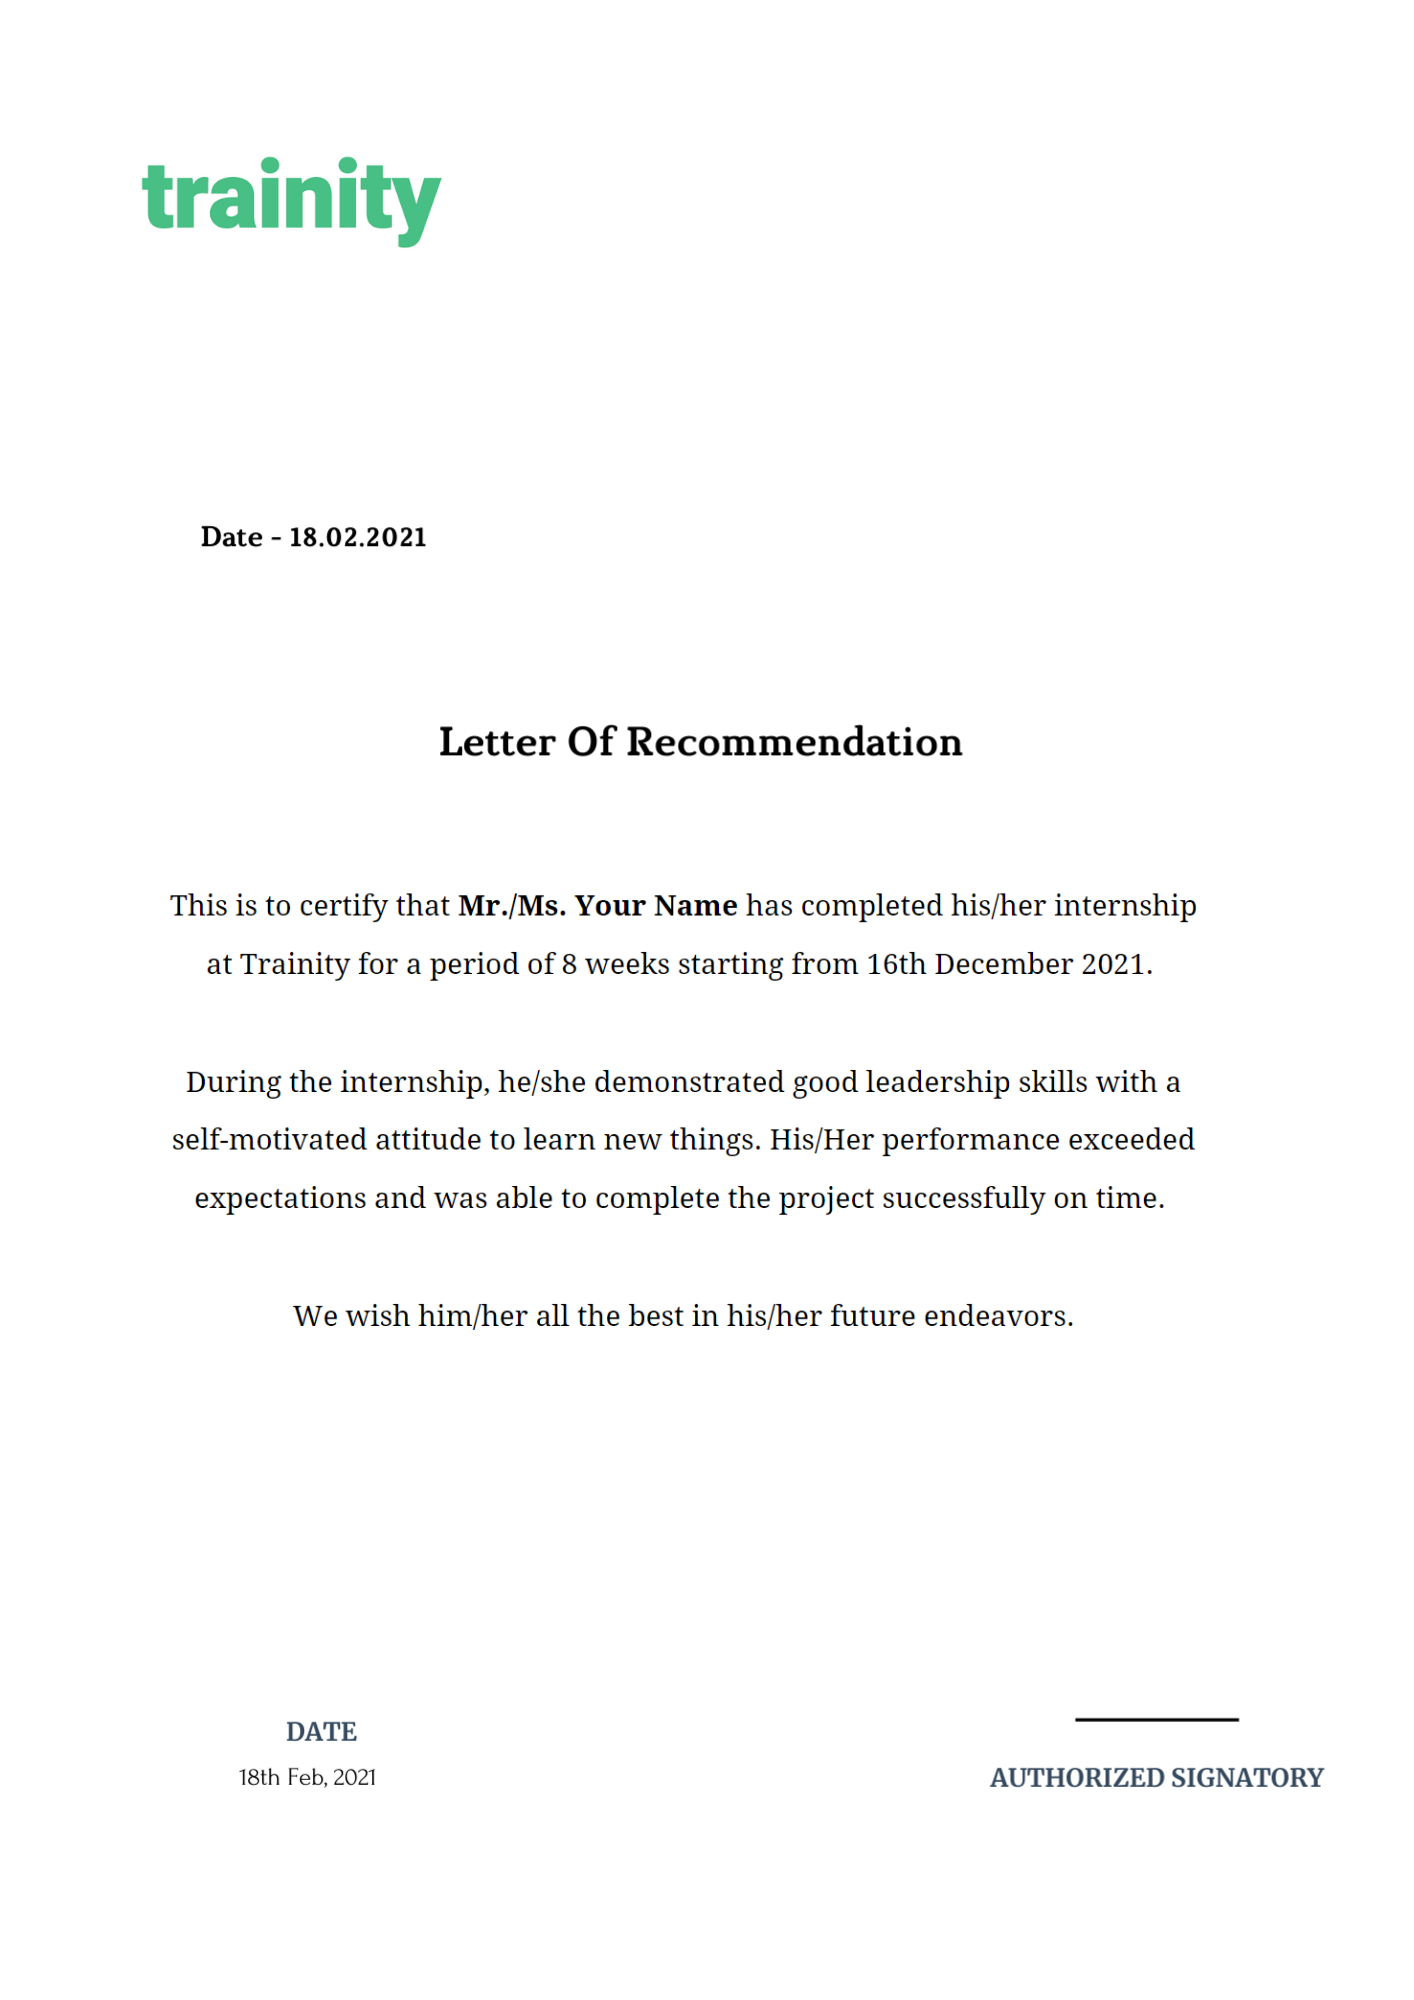 trainity
Date - 18.02.2021
Letter Of Recommendation
This is to certify that Mr./Ms. Your Name has completed his/her internship
at Trainity for a period of 8 weeks starting from 16th December 2021.
During the internship, he/she demonstrated good leadership skills with a
self-motivated attitude to learn new things. His/Her performance exceeded
expectations and was able to complete the project successfully on time.
We wish him/her all the best in his/her future endeavors.
DATE
18th Feb, 2021
AUTHORIZED SIGNATORY